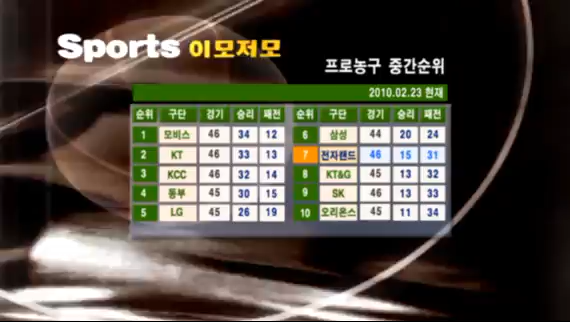 Sports 이모저모
프로농구 중간순위
2010.02.23 현재
순위 구단 경기 승리 패전
1 모비스 46 34 12
2 KT 46 33 13
3 KCC 46 32 14
4 동부 45 30 15
5 LG 45 26 19
순위 구단 경기 승리 패전
6 삼성 44 20 24
7 전자랜드 46 15 31
8 KT&G 45 13 32
9 SK 46 13 33
10 오리온스 45 11 34